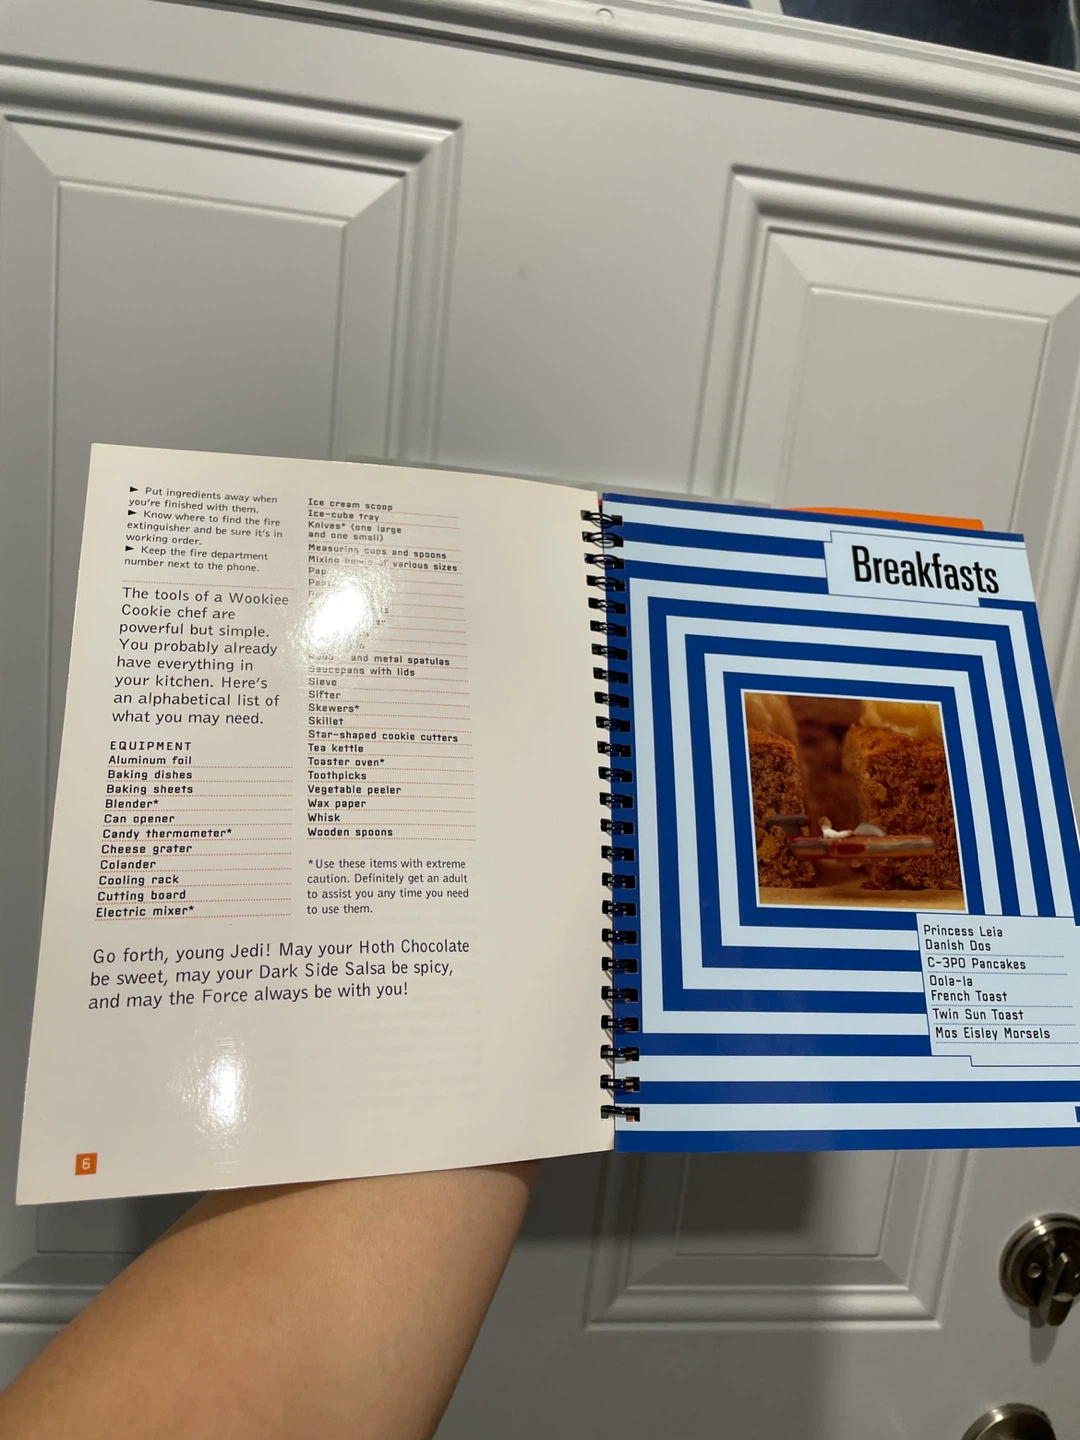 ► Put ingredients away when
you're finished with them.
► Know where to find the fire
extinguisher and be sure it's in
working order.
► Keep the fire department
number next to the phone.
The tools of a Wookiee
Cookie chef are
powerful but simple.
You probably already
have everything in
your kitchen. Here's
an alphabetical list of
what you may need.
EQUIPMENT
Aluminum foil
Baking dishes
Baking sheets
Blender*
Can opener
Candy thermometer*
Cheese grater
Colander
Cooling rack
Cutting board
Electric mixer*
Ice cream scoop
Ice-cube tray
Knives* (one large
and one small)
Measuring cups and spoons
Mixing bowls of various sizes
and metal spatulas
Saucepans with lids
Sieve
Sifter
Skewers*
Skillet
Star-shaped cookie cutters
Tea kettle
Toaster oven*
Toothpicks
Vegetable peeler
Wax paper
Whisk
Wooden spoons
*Use these items with extreme
caution. Definitely get an adult
to assist you any time you need
to use them.
Go forth, young Jedi! May your Hoth Chocolate
be sweet, may your Dark Side Salsa be spicy,
and may the Force always be with you!
6
Breakfasts
Princess Leia
Danish Dos
C-3PO Pancakes
Oola-la
French Toast
Twin Sun Toast
Mos Eisley Morsels